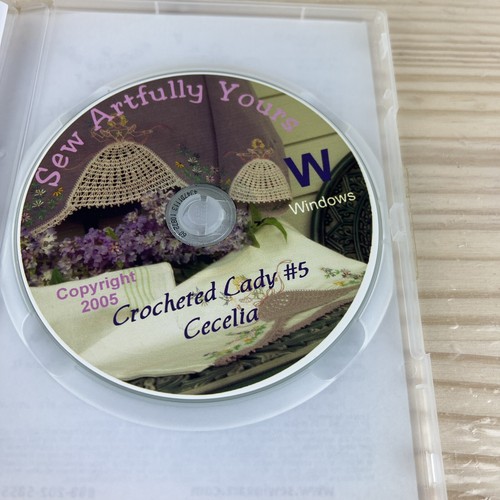 Sew Artfully Yours
W
Windows
Copyright
2005
Crocheted Lady #5
Cecelia